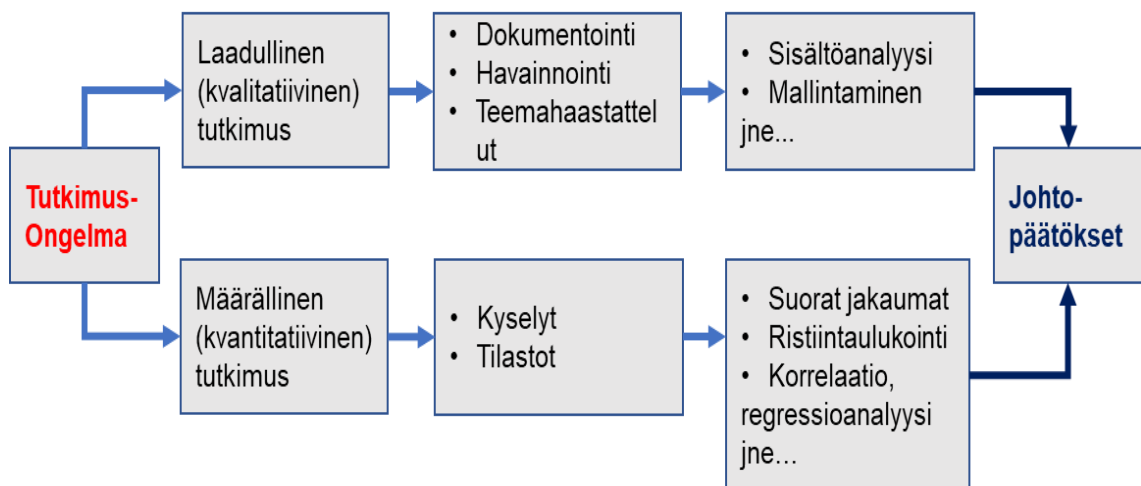 Tutkimus-
Ongelma
Laadullinen
(kvalitatiivinen)
tutkimus
• Dokumentointi
• Havainnointi
• Teemahaastattel
ut
• Sisältöanalyysi
• Mallintaminen
jne...
Määrällinen
(kvantitatiivinen)
tutkimus
• Kyselyt
• Tilastot
• Suorat jakaumat
• Ristiintaulukointi
• Korrelaatio,
regressioanalyysi
jne…
Johto-
päätökset